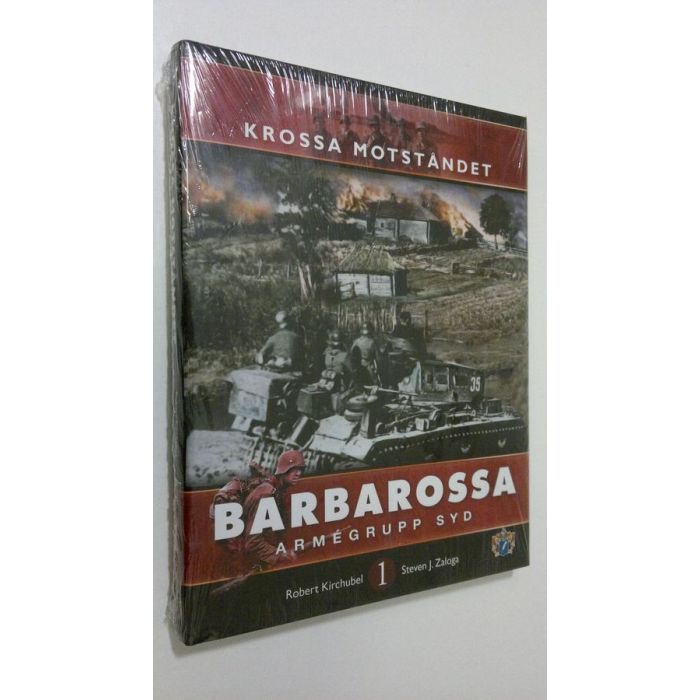 KROSSA MOTSTÅNDET
35
BARBAROSSA
ARMÉGRUPP SYD
Robert Kirchubel 1 Steven J. Zaloga